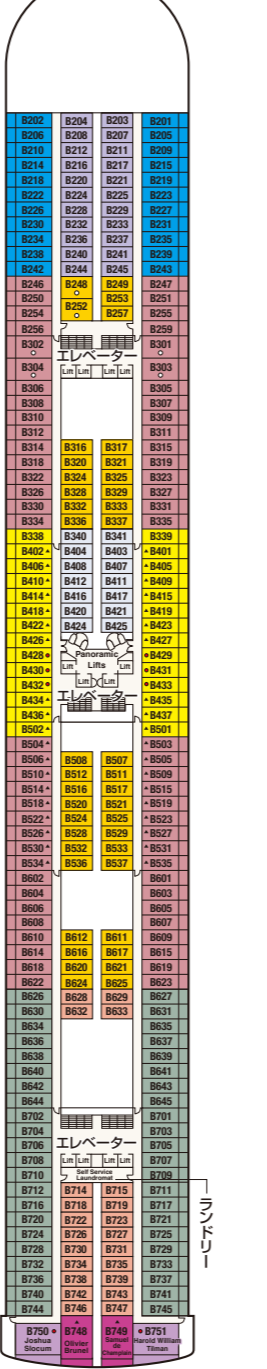 B202 B204 B203 B201
B206 B208 B207 B205
B210 B212 B211 B209
B214 B216 B217 B215
B218 B220 B221 B219
B222 B224 B225 B223
B226 B228 B229 B227
B230 B232 B233 B231
B234 B236 B237 B235
B238 B240 B241 B239
B242 B244 B245 B243
B246 B248 B249 B247
B250 B253 B251
B254 B252 B257 B255
B256 B259
B302 B301
エレベーター
B304 Lift Lift Lift Lift B303
B306 B305
B308 B307
B310 B309
B312 B311
B314 B316 B317 B315
B318 B320 B321 B319
B322 B324 B325 B323
B326 B328 B329 B327
B330 B332 B333 B331
B334 B336 B337 B335
B338 B340 B341 B339
B402 B404 B403 B401
B406 B408 B407 B405
B410 B412 B411 B409
B414 B416 B417 B415
B418 B420 B421 B419
B422 B424 B425 B423
B426 B427
B428 Panoramic B429
B430 Lift Lifts Lift B431
B432 Lift Lift B433
エレベーター
B434 B435
B436 B437
B502 B501
B504 B503
B506 B508 B507 B505
B510 B512 B511 B509
B514 B516 B517 B515
B518 B520 B521 B519
B522 B524 B525 B523
B526 B528 B529 B527
B530 B532 B533 B531
B534 B536 B537 B535
B602 B601
B604 B603
B606 B605
B608 B607
B610 B612 B611 B609
B614 B616 B617 B615
B618 B620 B621 B619
B622 B624 B625 B623
B626 B628 B629 B627
B630 B632 B633 B631
B634 B635
B636 B637
B638 B639
B640 B641
B642 B643
B644 B645
B702 B701
B704 B703
B706 エレベーター B705
B708 Lift Lift Lift Lift B707
B710 Self Service Laundromat B709
ランドリー
B712 B714 B715 B711
B716 B718 B719 B717
B720 B722 B723 B721
B724 B726 B727 B725
B728 B730 B731 B729
B732 B734 B735 B733
B736 B738 B739 B737
B740 B742 B743 B741
B744 B746 B747 B745
B750 B748 B749 B751
Joshua Slocum
Olivier Brunel
Samuel de Champlain
Harold William Tilman